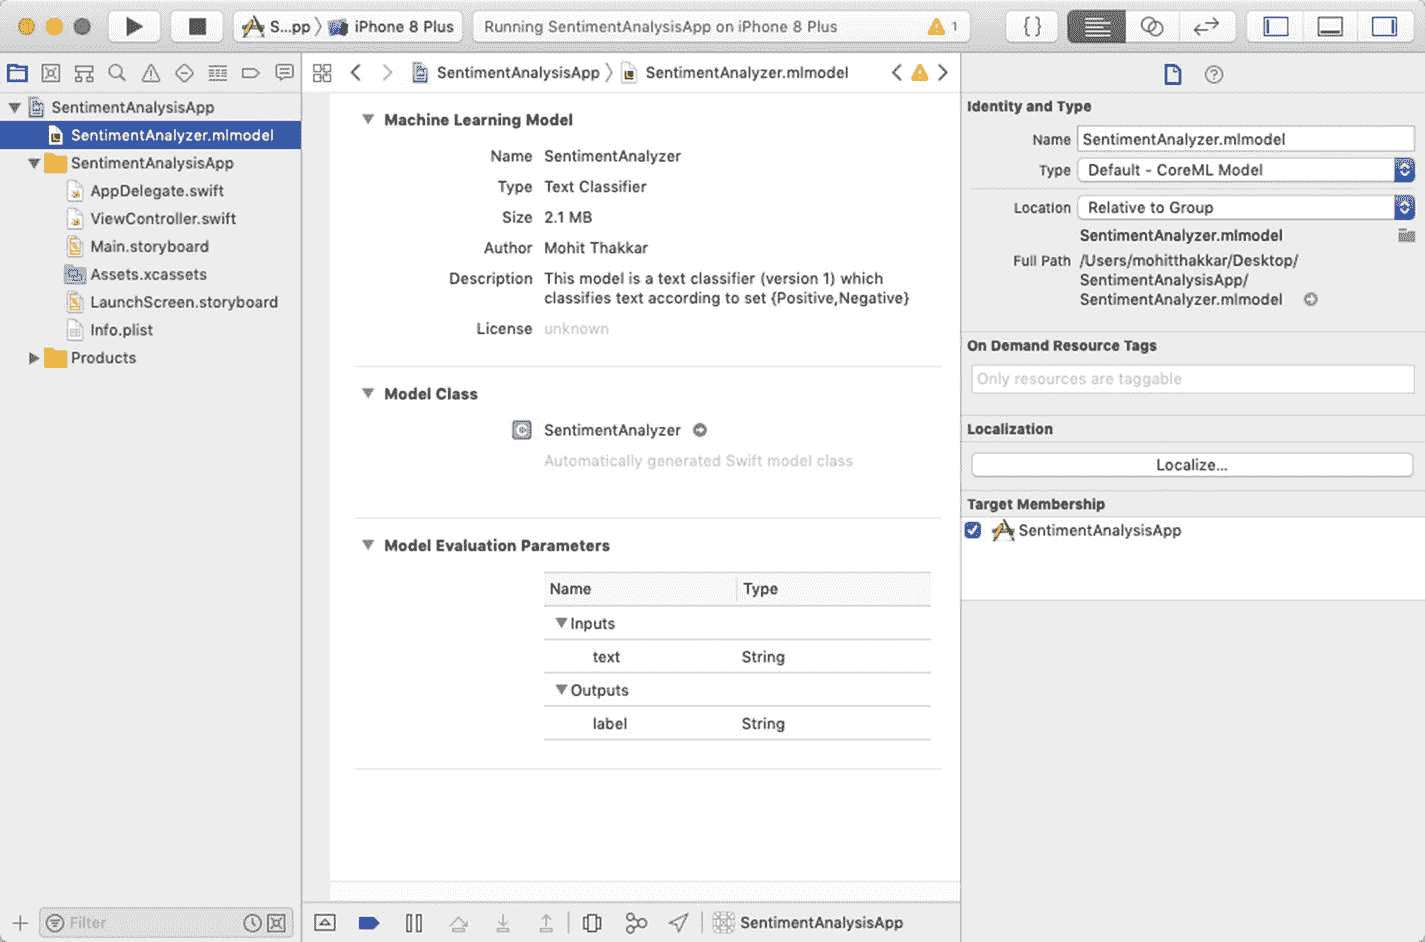 S...pp
iPhone 8 Plus
Running SentimentAnalysisApp on iPhone 8 Plus
1
{ }
SentimentAnalysisApp
SentimentAnalyzer.mlmodel
SentimentAnalysisApp
AppDelegate.swift
ViewController.swift
Main.storyboard
Assets.xcassets
LaunchScreen.storyboard
Info.plist
Products
Filter
SentimentAnalysisApp
SentimentAnalyzer.mlmodel
Machine Learning Model
Name SentimentAnalyzer
Type Text Classifier
Size 2.1 MB
Author Mohit Thakkar
Description This model is a text classifier (version 1) which
classifies text according to set {Positive,Negative}
License unknown
Model Class
SentimentAnalyzer
Automatically generated Swift model class
Model Evaluation Parameters
Name Type
Inputs
text String
Outputs
label String
SentimentAnalysisApp
Identity and Type
Name SentimentAnalyzer.mlmodel
Type Default - CoreML Model
Location Relative to Group
SentimentAnalyzer.mlmodel
Full Path /Users/mohitthakkar/Desktop/
SentimentAnalysisApp/
SentimentAnalyzer.mlmodel
On Demand Resource Tags
Only resources are taggable
Localization
Localize...
Target Membership
SentimentAnalysisApp